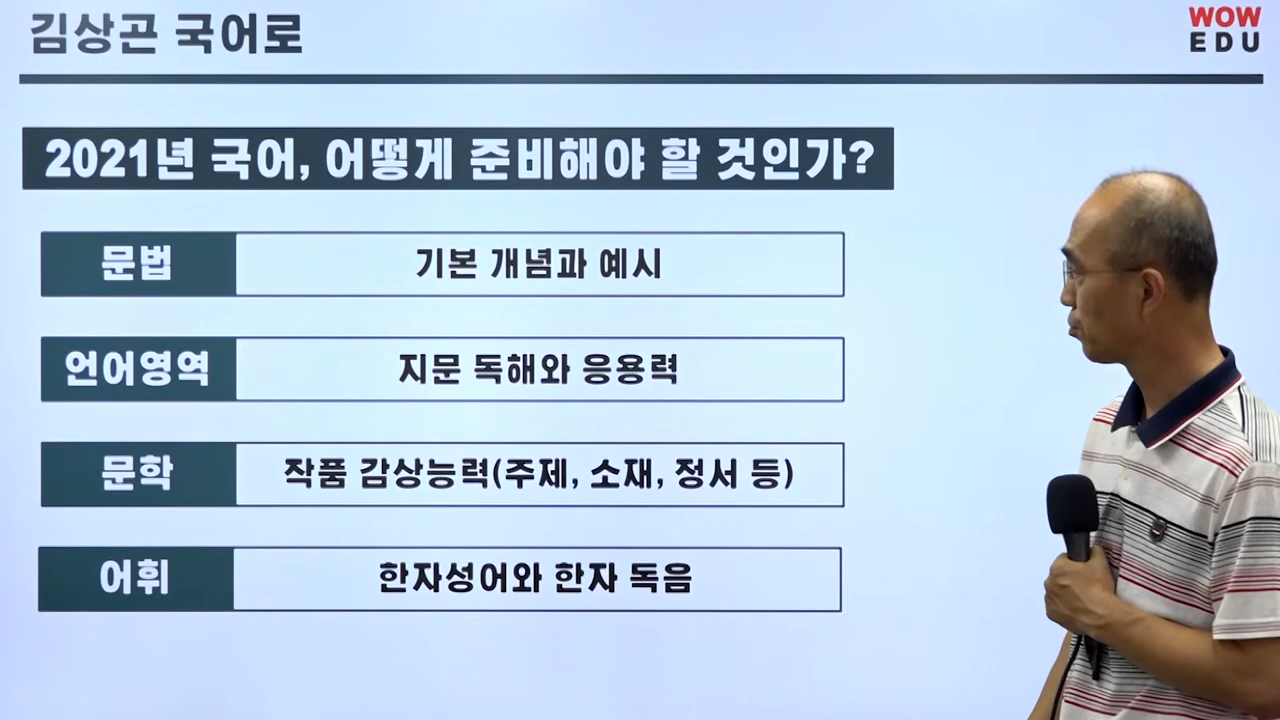 김상곤 국어로
WOW
EDU
2021년 국어, 어떻게 준비해야 할 것인가?
문법
기본 개념과 예시
언어영역
지문 독해와 응용력
문학
작품 감상능력(주제, 소재, 정서 등)
어휘
한자성어와 한자 독음